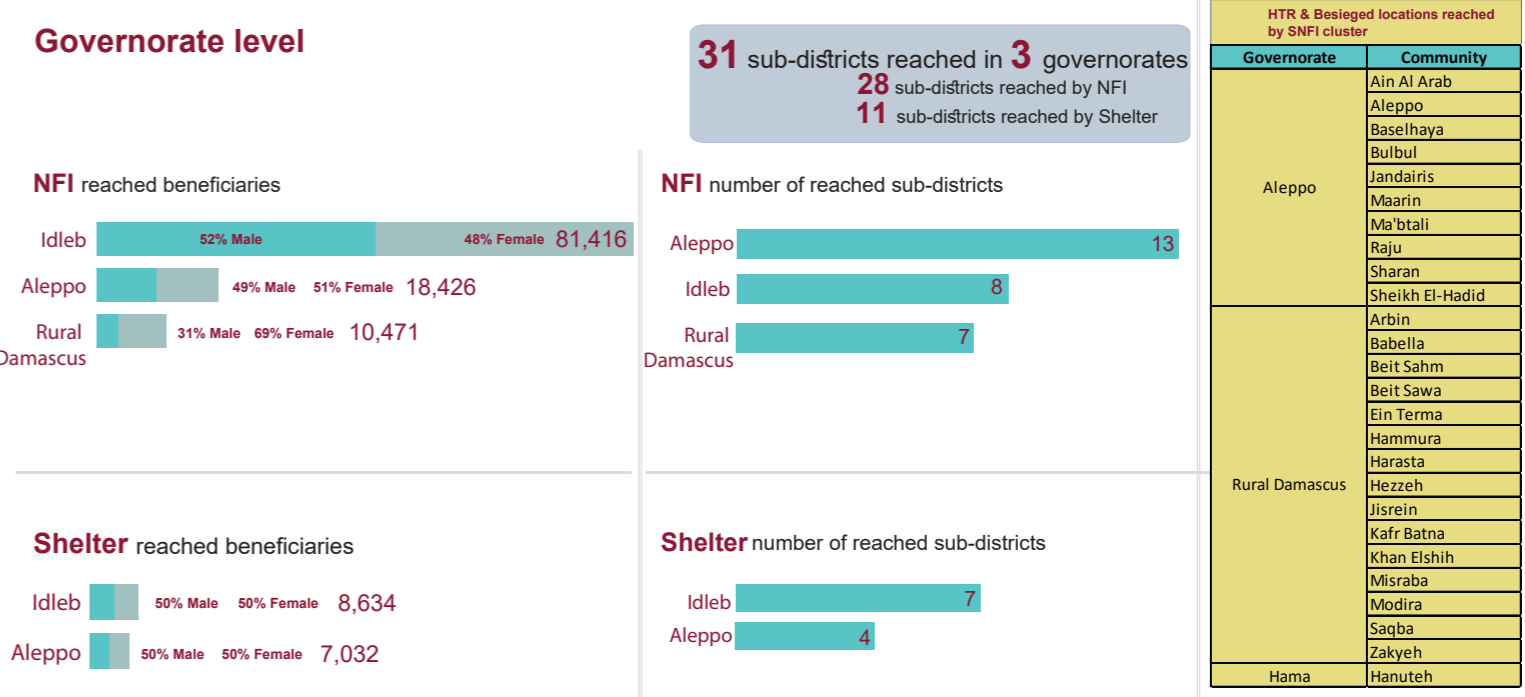 Governorate level
31 sub-districts reached in 3 governorates
28 sub-districts reached by NFI
11 sub-districts reached by Shelter
NFI reached beneficiaries
Idleb 52% Male 48% Female 81,416
Aleppo 49% Male 51% Female 18,426
Rural 31% Male 69% Female 10,471
Damascus
NFI number of reached sub-districts
Aleppo 13
Idleb 8
Rural 7
Damascus
Shelter reached beneficiaries
Idleb 50% Male 50% Female 8,634
Aleppo 50% Male 50% Female 7,032
Shelter number of reached sub-districts
Idleb 7
Aleppo 4
HTR & Besieged locations reached
by SNFI cluster
Governorate Community
Aleppo
Ain Al Arab
Aleppo
Baselhaya
Bulbul
Jandairis
Maarin
Ma'btali
Raju
Sharan
Sheikh El-Hadid
Rural Damascus
Arbin
Babella
Beit Sahm
Beit Sawa
Ein Terma
Hammura
Harasta
Hezzeh
Jisrein
Kafr Batna
Khan Elshih
Misraba
Modira
Saqba
Zakyeh
Hama Hanuteh